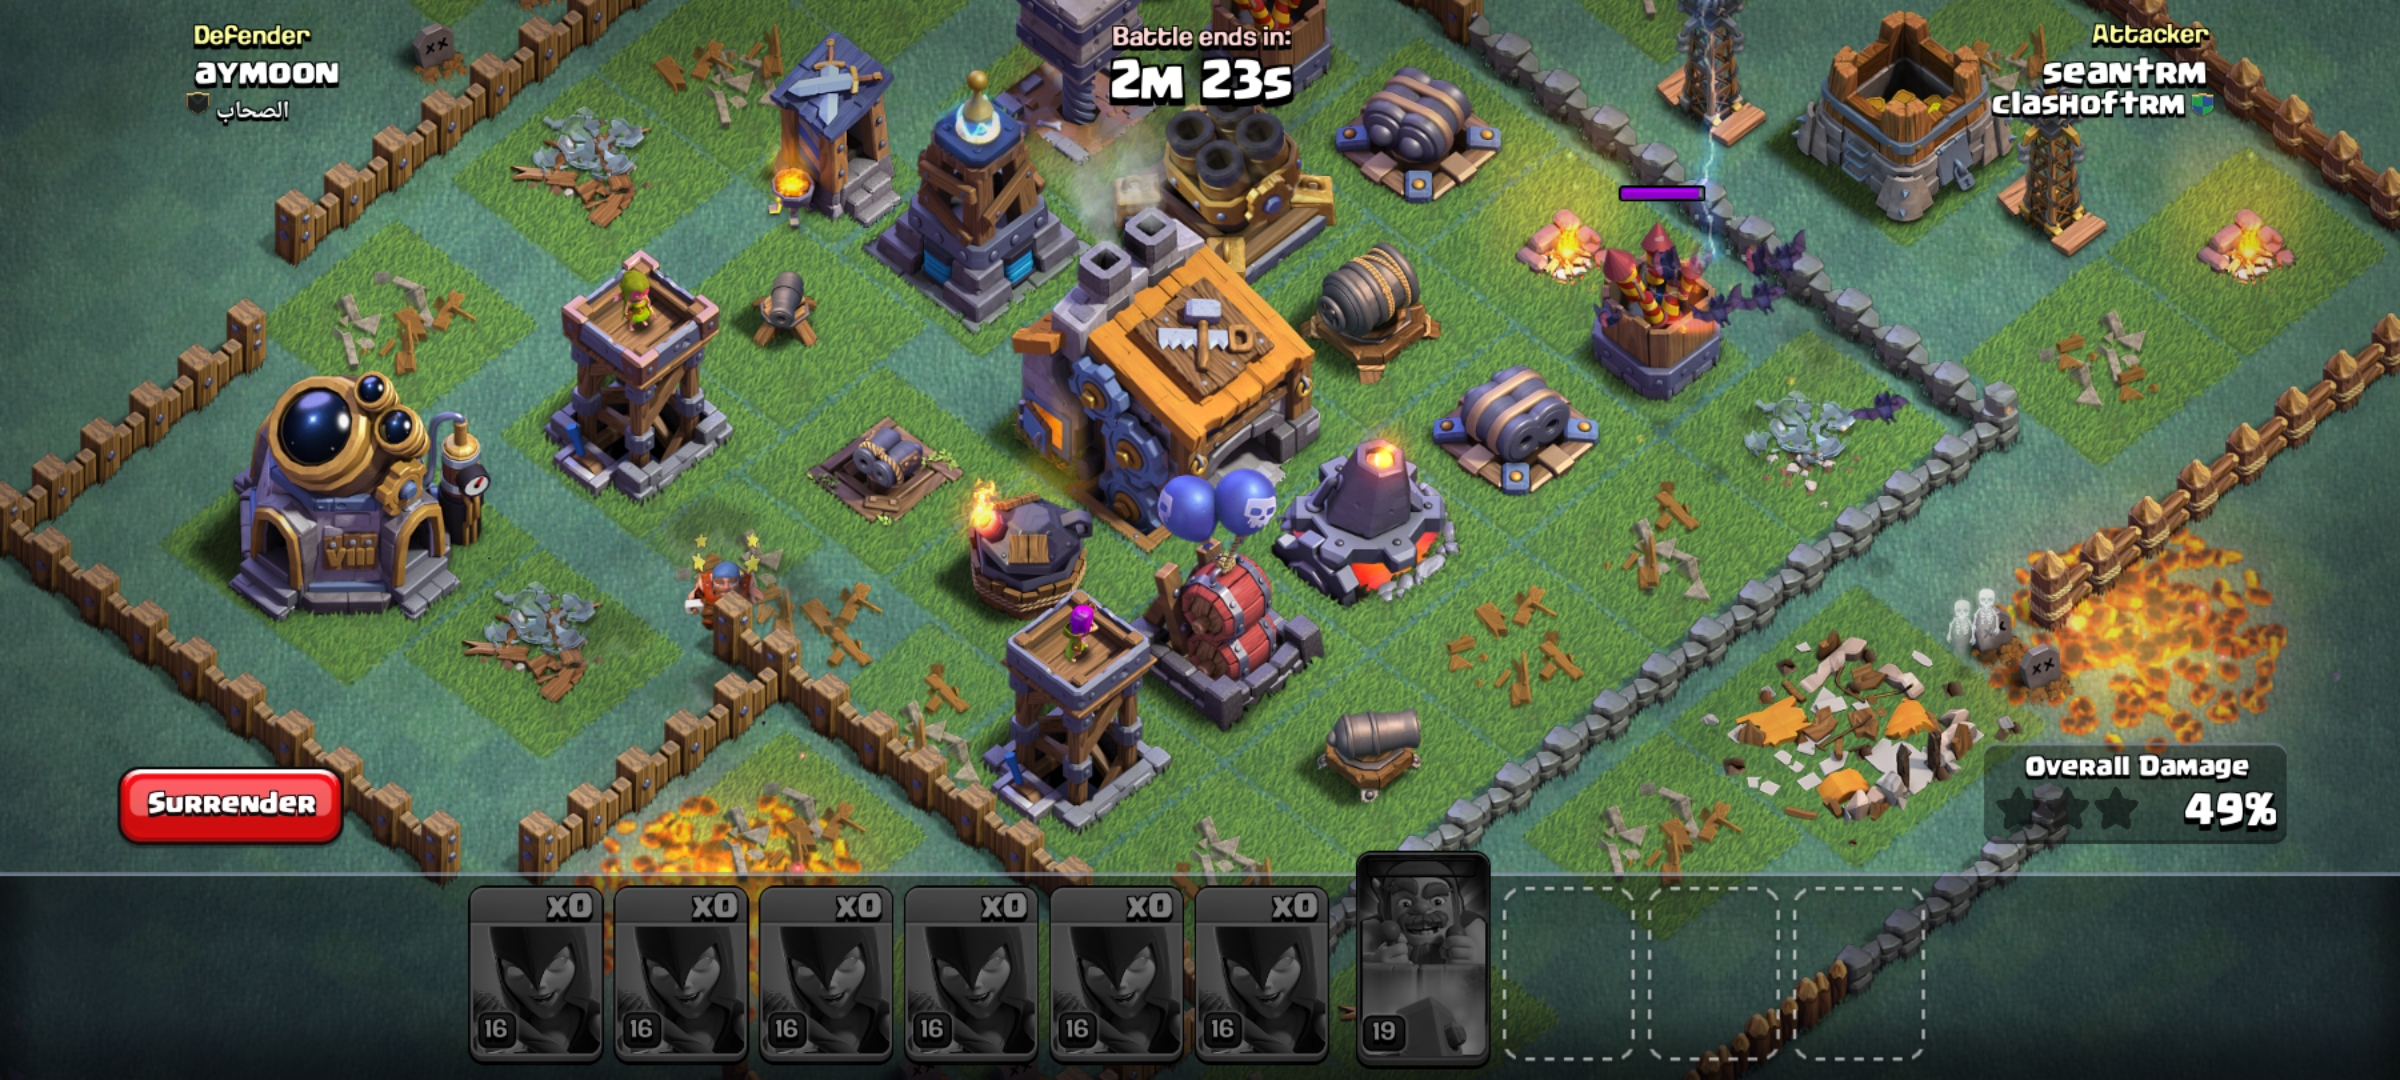 Defender
aymoon
الصحاب
Battle ends in:
2m 23s
Attacker
seantrm
clashoftrm
VIII
Surrender
Overall Damage
49%
x0
x0
x0
x0
x0
x0
16
16
16
16
16
16
19